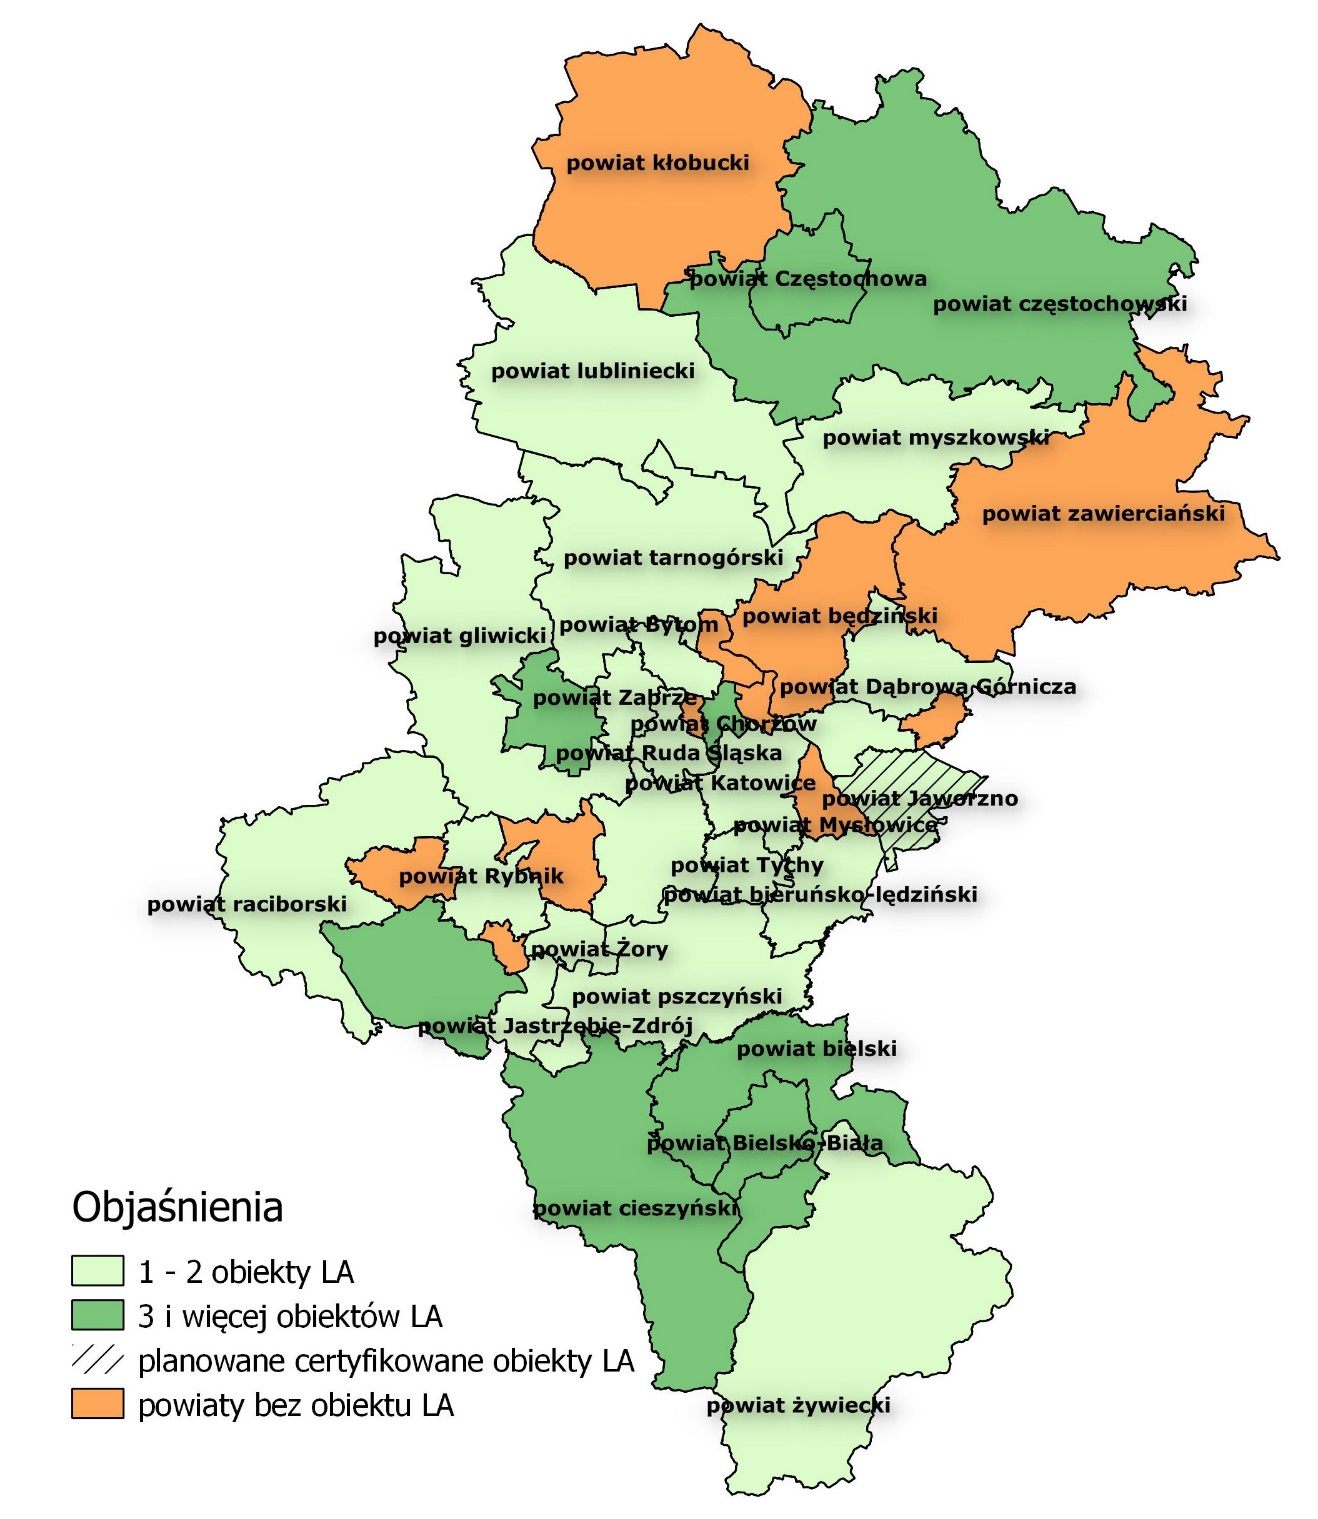 powiat kłobucki
powiat Częstochowa
powiat częstochowski
powiat lubliniecki
powiat myszkowski
powiat zawierciański
powiat tarnogórski
powiat będziński
powiat Bytom
powiat gliwicki
powiat Dąbrowa Górnicza
powiat Zabrze
powiat Chorzów
powiat Ruda Śląska
powiat Katowice
powiat Jaworzno
powiat Mysłowice
powiat Tychy
powiat Rybnik
powiat bieruńsko-lędziński
powiat raciborski
powiat Żory
powiat pszczyński
powiat Jastrzębie-Zdrój
powiat bielski
powiat Bielsko-Biała
powiat cieszyński
powiat żywiecki
Objaśnienia
1 - 2 obiekty LA
3 i więcej obiektów LA
planowane certyfikowane obiekty LA
powiaty bez obiektu LA